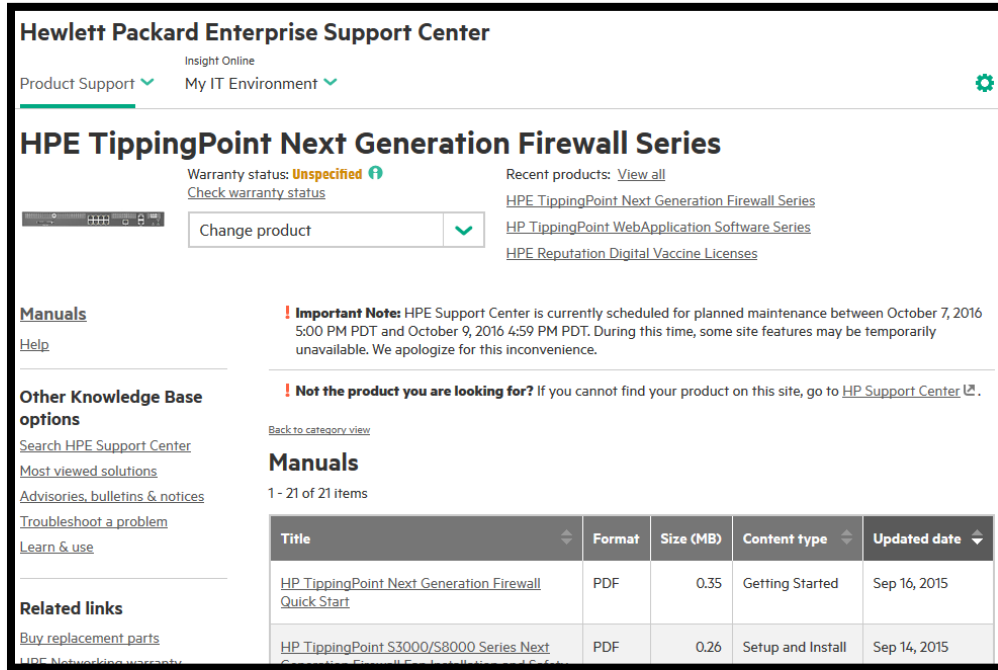 Hewlett Packard Enterprise Support Center
Insight Online
Product Support My IT Environment
HPE TippingPoint Next Generation Firewall Series
Warranty status: Unspecified
Check warranty status
Change product
Recent products: View all
HPE TippingPoint Next Generation Firewall Series
HP TippingPoint WebApplication Software Series
HPE Reputation Digital Vaccine Licenses
Manuals
Help
Other Knowledge Base
options
Search HPE Support Center
Most viewed solutions
Advisories, bulletins & notices
Troubleshoot a problem
Learn & use
Related links
Buy replacement parts
HPE Networking warranty
! Important Note: HPE Support Center is currently scheduled for planned maintenance between October 7, 2016
5:00 PM PDT and October 9, 2016 4:59 PM PDT. During this time, some site features may be temporarily
unavailable. We apologize for this inconvenience.
! Not the product you are looking for? If you cannot find your product on this site, go to HP Support Center .
Back to category view
Manuals
1 - 21 of 21 items
Title Format Size (MB) Content type Updated date
HP TippingPoint Next Generation Firewall
Quick Start
PDF 0.35 Getting Started Sep 16, 2015
HP TippingPoint S3000/S8000 Series Next
Generation Firewall Fan Installation and Safety
PDF 0.26 Setup and Install Sep 14, 2015